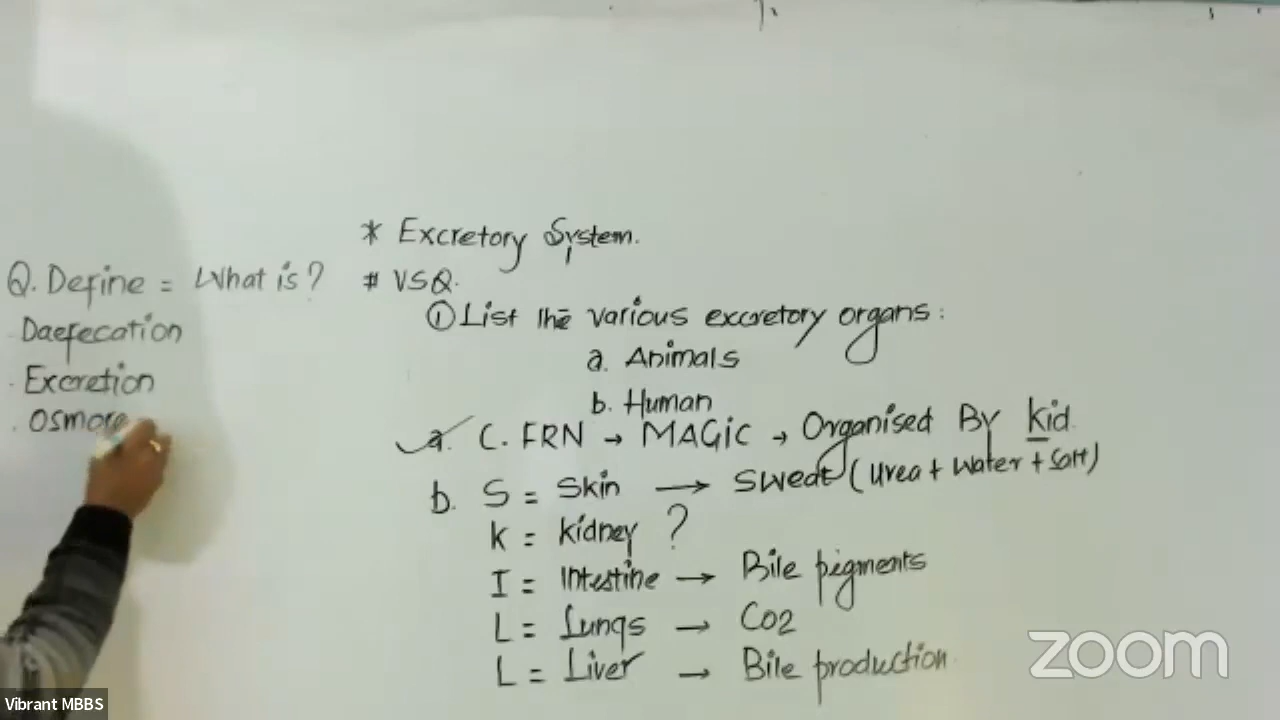 * Excretory System.
Q. Define = What is?
Daefecation
. Excretion
. Osmore
# VSQ.
① List the various excretory organs:
a. Animals
b. Human
a. C. FRN → MAGiC → Organised By kid.
b. S = Skin → Sweat (Urea + Water + Salt)
k = kidney ?
I = Intestine → Bile pigments
L = Lungs → CO2
L = Liver → Bile production.
zoom
Vibrant MBBS